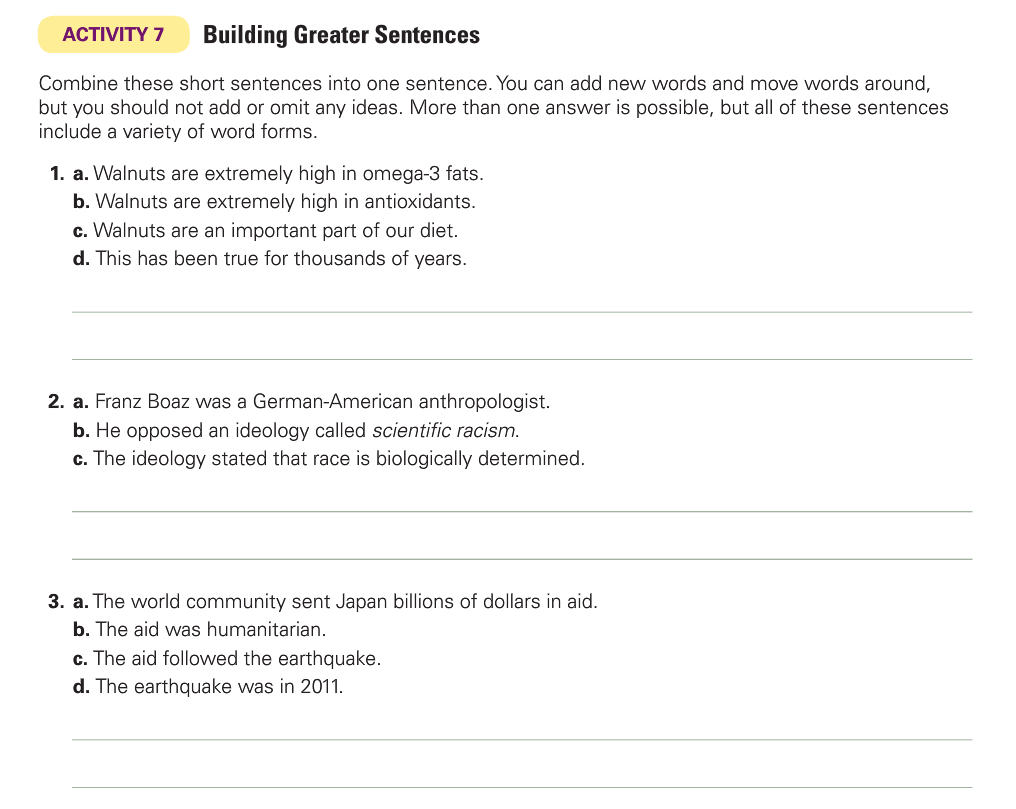 ACTIVITY 7 Building Greater Sentences
Combine these short sentences into one sentence. You can add new words and move words around,
but you should not add or omit any ideas. More than one answer is possible, but all of these sentences
include a variety of word forms.
1. a. Walnuts are extremely high in omega-3 fats.
b. Walnuts are extremely high in antioxidants.
c. Walnuts are an important part of our diet.
d. This has been true for thousands of years.
2. a. Franz Boaz was a German-American anthropologist.
b. He opposed an ideology called scientific racism.
c. The ideology stated that race is biologically determined.
3. a. The world community sent Japan billions of dollars in aid.
b. The aid was humanitarian.
c. The aid followed the earthquake.
d. The earthquake was in 2011.